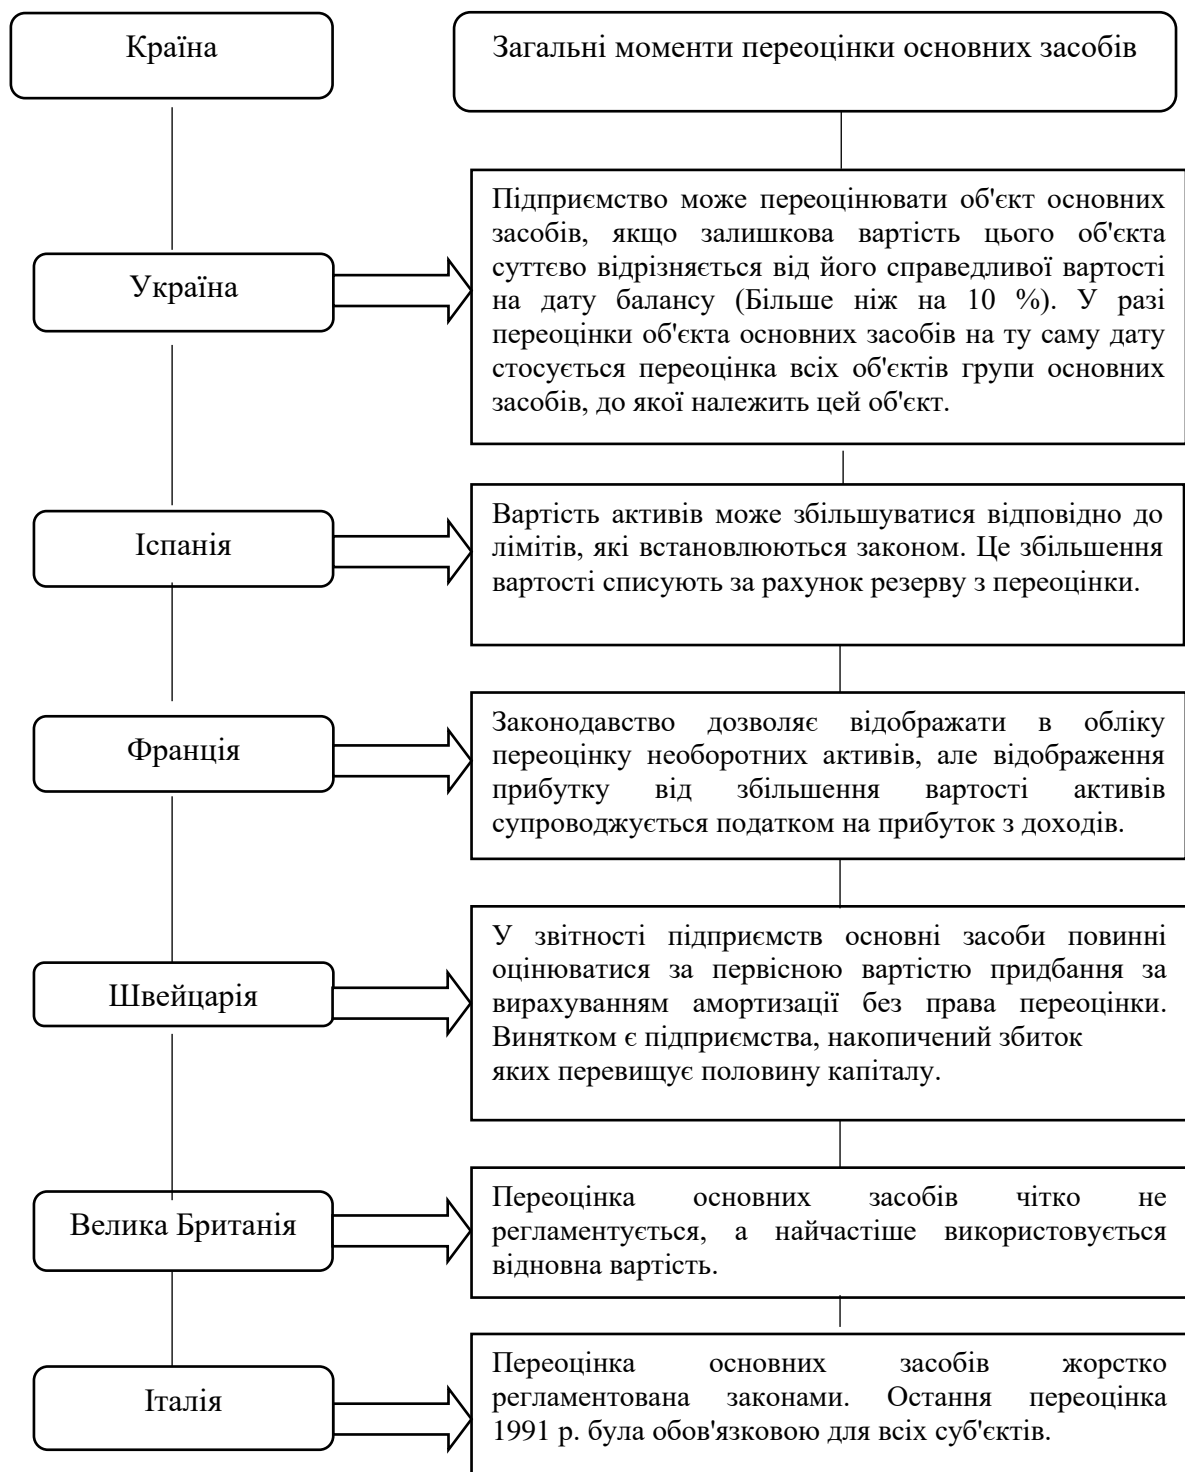 Країна
Загальні моменти переоцінки основних засобів
Україна
Підприємство може переоцінювати об'єкт основних
засобів, якщо залишкова вартість цього об'єкта
суттєво відрізняється від його справедливої вартості
на дату балансу (Більше ніж на 10 %). У разі
переоцінки об'єкта основних засобів на ту саму дату
стосується переоцінка всіх об'єктів групи основних
засобів, до якої належить цей об'єкт.
Іспанія
Вартість активів може збільшуватися відповідно до
лімітів, які встановлюються законом. Це збільшення
вартості списують за рахунок резерву з переоцінки.
Франція
Законодавство дозволяє відображати в обліку
переоцінку необоротних активів, але відображення
прибутку від збільшення вартості активів
супроводжується податком на прибуток з доходів.
Швейцарія
У звітності підприємств основні засоби повинні
оцінюватися за первісною вартістю придбання за
вирахуванням амортизації без права переоцінки.
Винятком є підприємства, накопичений збиток
яких перевищує половину капіталу.
Велика Британія
Переоцінка основних засобів чітко не
регламентується, а найчастіше використовується
відновна вартість.
Італія
Переоцінка основних засобів жорстко
регламентована законами. Остання переоцінка
1991 р. була обов'язковою для всіх суб'єктів.